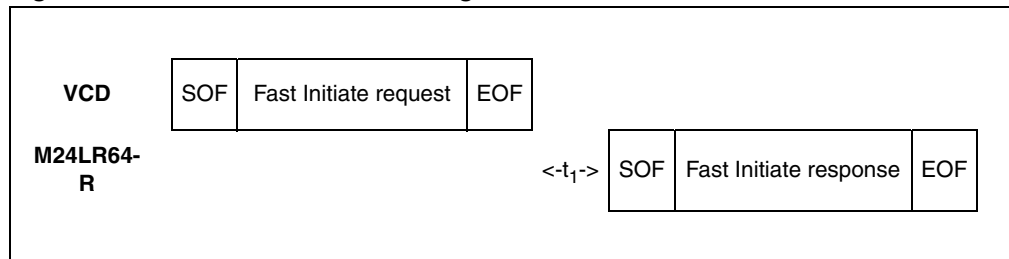 VCD SOF Fast Initiate request EOF
M24LR64-
R
<-t1-> SOF Fast Initiate response EOF